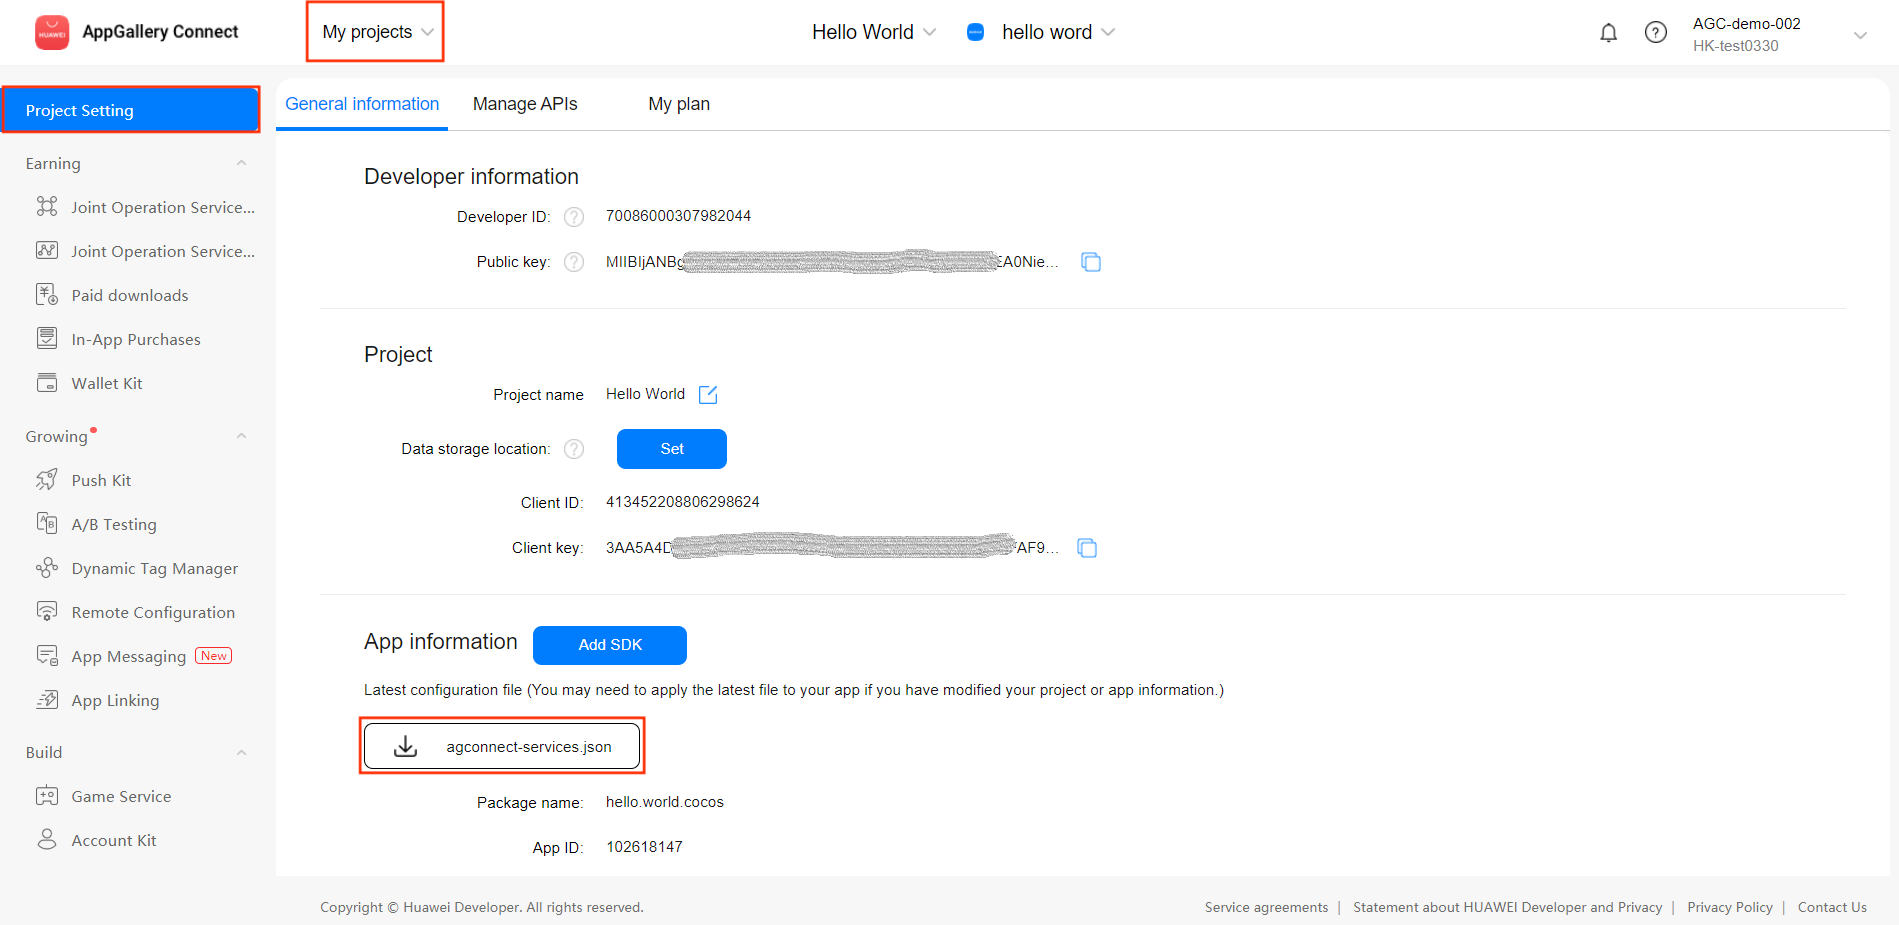 HUAWEI
AppGallery Connect
My projects
Hello World
hello word
AGC-demo-002
HK-test0330
Project Setting
Earning
Joint Operation Service...
Joint Operation Service...
Paid downloads
In-App Purchases
Wallet Kit
Growing
Push Kit
A/B Testing
Dynamic Tag Manager
Remote Configuration
App Messaging New
App Linking
Build
Game Service
Account Kit
General information
Manage APIs
My plan
Developer information
Developer ID: ? 70086000307982044
Public key: ? MIIBIjANBg EA0Nie...
Project
Project name Hello World
Data storage location: ? Set
Client ID: 413452208806298624
Client key: 3AA5A4D AF9...
App information Add SDK
Latest configuration file (You may need to apply the latest file to your app if you have modified your project or app information.)
agconnect-services.json
Package name: hello.world.cocos
App ID: 102618147
Copyright © Huawei Developer. All rights reserved.
Service agreements | Statement about HUAWEI Developer and Privacy | Privacy Policy | Contact Us